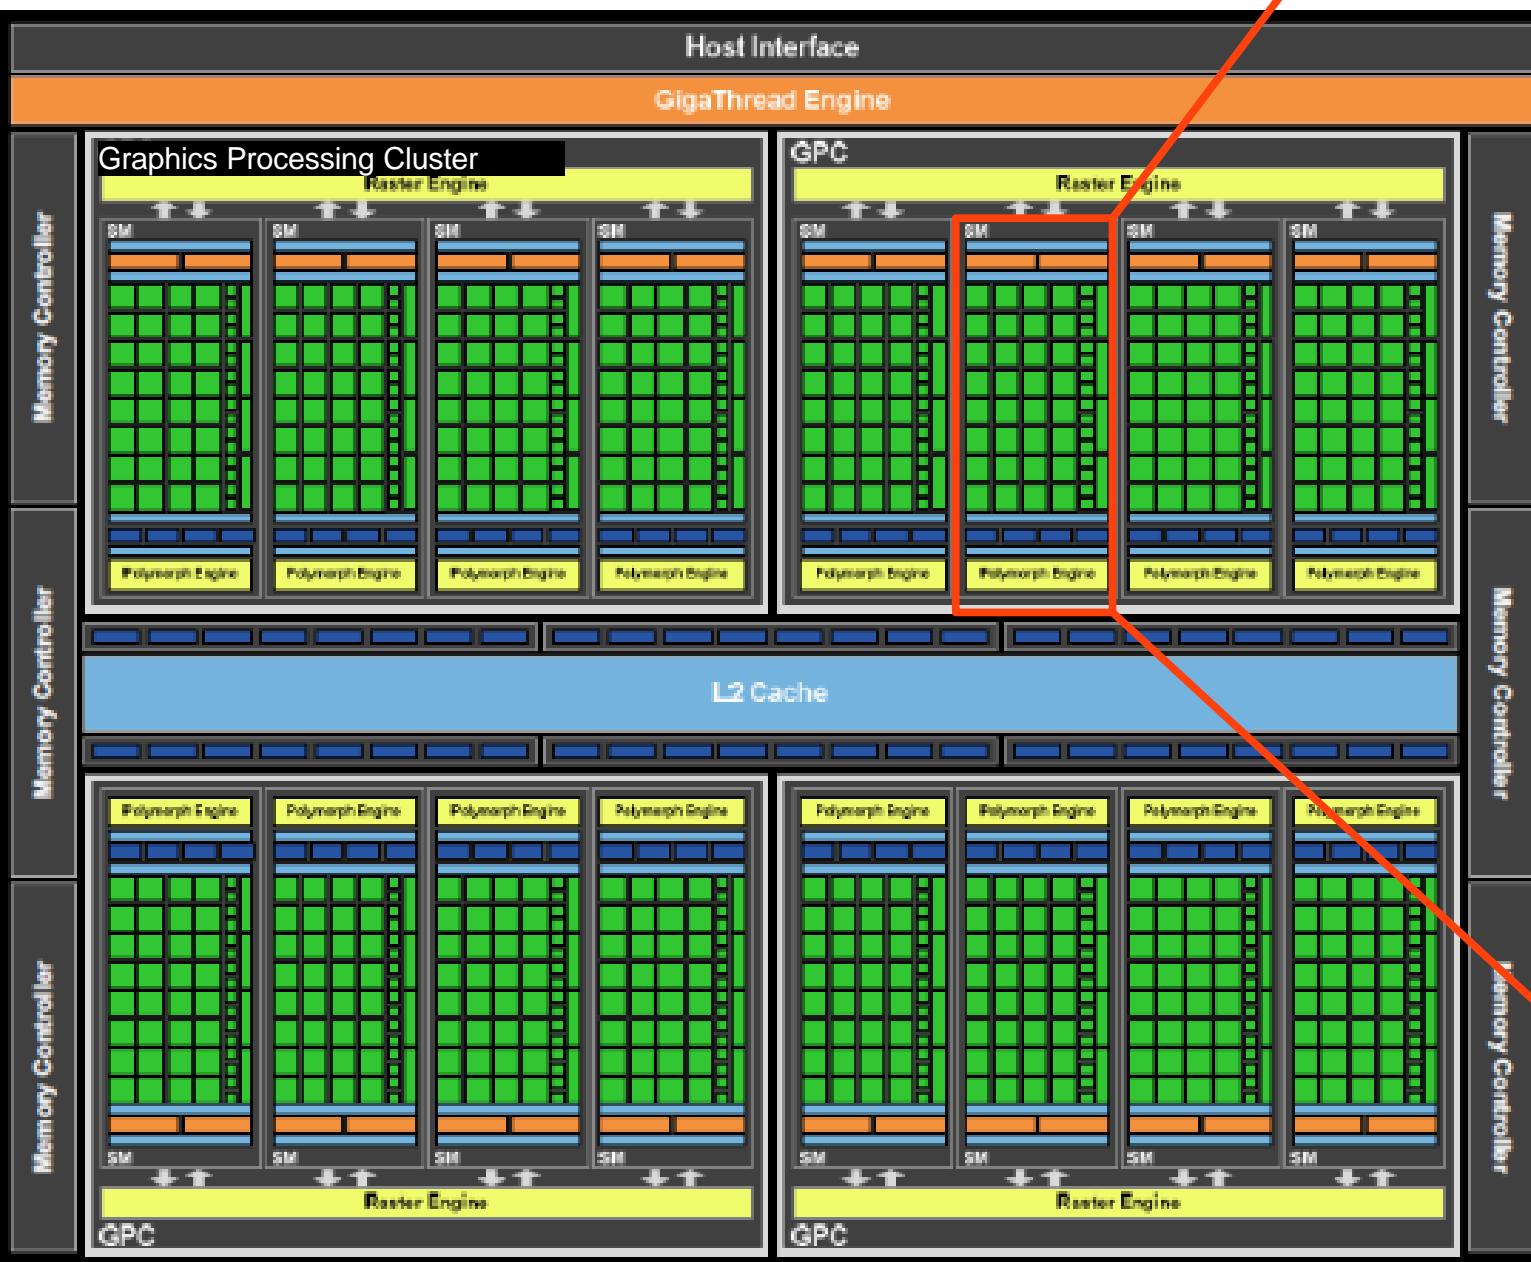 Host Interface
GigaThread Engine
Graphics Processing Cluster
GPC
Raster Engine
Raster Engine
SM
SM
SM
SM
SM
SM
SM
SM
Memory Controller
Memory Controller
Polymorph Engine
Polymorph Engine
Polymorph Engine
Polymorph Engine
Polymorph Engine
Polymorph Engine
Polymorph Engine
Polymorph Engine
Memory Controller
L2 Cache
Memory Controller
Polymorph Engine
Polymorph Engine
Polymorph Engine
Polymorph Engine
Polymorph Engine
Polymorph Engine
Polymorph Engine
Polymorph Engine
Memory Controller
Memory Controller
SM
SM
SM
SM
SM
SM
SM
SM
Raster Engine
Raster Engine
GPC
GPC